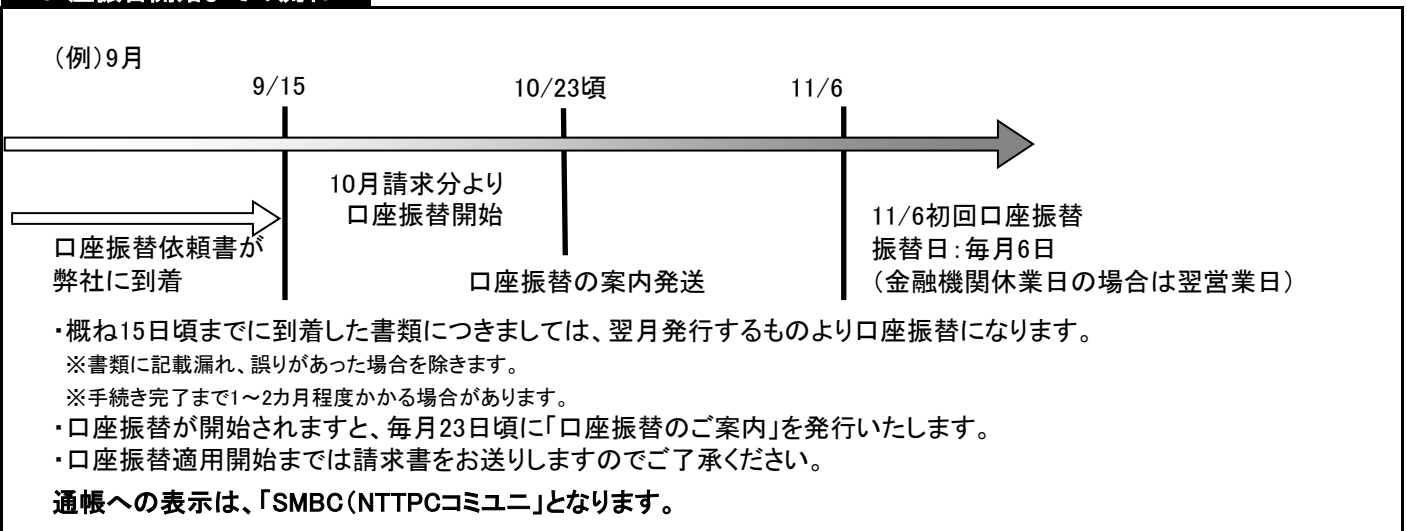 (例)9月
9/15
10/23頃
11/6
10月請求分より
口座振替開始
口座振替依頼書が
弊社に到着
口座振替の案内発送
11/6初回口座振替
振替日:毎月6日
(金融機関休業日の場合は翌営業日)
・概ね15日頃までに到着した書類につきましては、翌月発行するものより口座振替になります。
※書類に記載漏れ、誤りがあった場合を除きます。
※手続き完了まで1～2カ月程度かかる場合があります。
・口座振替が開始されますと、毎月23日頃に「口座振替のご案内」を発行いたします。
・口座振替適用開始までは請求書をお送りしますのでご了承ください。
通帳への表示は、「SMBC(NTTPCコミユニ」となります。